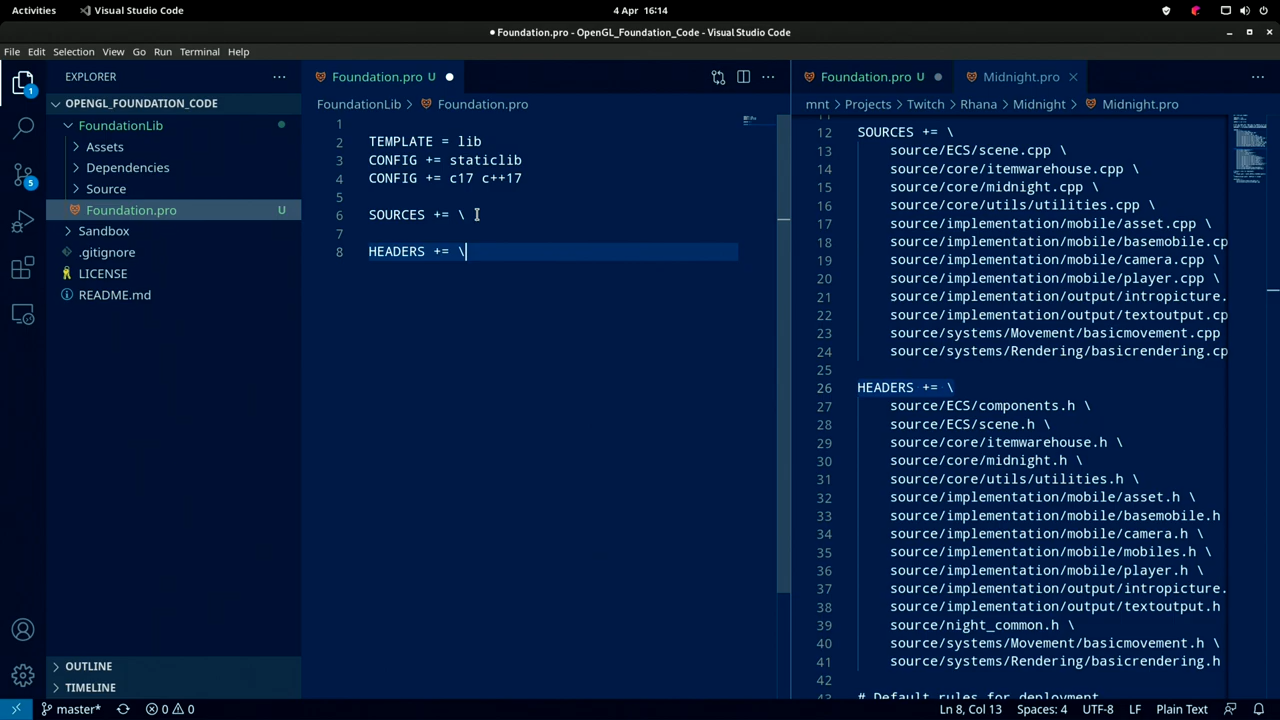 Activities Visual Studio Code 4 Apr 16:14
● Foundation.pro - OpenGL_Foundation_Code - Visual Studio Code
File Edit Selection View Go Run Terminal Help
EXPLORER
OPENGL_FOUNDATION_CODE
FoundationLib
Assets
Dependencies
Source
Foundation.pro U
Sandbox
.gitignore
LICENSE
README.md
OUTLINE
TIMELINE
1
5
Foundation.pro U
FoundationLib > Foundation.pro
1
2 TEMPLATE = lib
3 CONFIG += staticlib
4 CONFIG += c17 c++17
5
6 SOURCES += \
7
8 HEADERS += \
Foundation.pro U Midnight.pro
mnt > Projects > Twitch > Rhana > Midnight > Midnight.pro
11
12 SOURCES += \
13 source/ECS/scene.cpp \
14 source/core/itemwarehouse.cpp \
15 source/core/midnight.cpp \
16 source/core/utils/utilities.cpp \
17 source/implementation/mobile/asset.cpp \
18 source/implementation/mobile/basemobile.cp
19 source/implementation/mobile/camera.cpp \
20 source/implementation/mobile/player.cpp \
21 source/implementation/output/intropicture.
22 source/implementation/output/textoutput.cp
23 source/systems/Movement/basicmovement.cpp
24 source/systems/Rendering/basicrendering.cp
25
26 HEADERS += \
27 source/ECS/components.h \
28 source/ECS/scene.h \
29 source/core/itemwarehouse.h \
30 source/core/midnight.h \
31 source/core/utils/utilities.h \
32 source/implementation/mobile/asset.h \
33 source/implementation/mobile/basemobile.h
34 source/implementation/mobile/camera.h \
35 source/implementation/mobile/mobiles.h \
36 source/implementation/mobile/player.h \
37 source/implementation/output/intropicture.
38 source/implementation/output/textoutput.h
39 source/night_common.h \
40 source/systems/Movement/basicmovement.h \
41 source/systems/Rendering/basicrendering.h
42
43 # Default rules for deployment
master* 0 0 Ln 8, Col 13 Spaces: 4 UTF-8 LF Plain Text